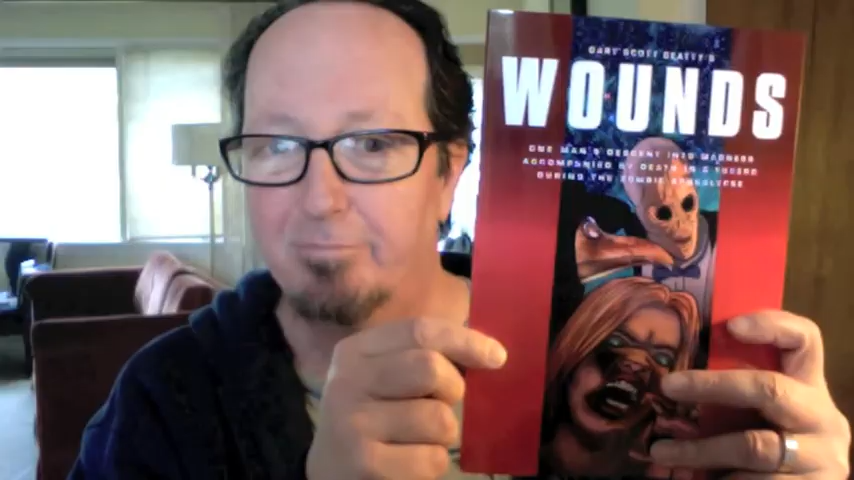 GARY SCOTT BEATTY'S
WOUNDS
ONE MAN'S DESCENT INTO MADNESS
ACCOMPANIED BY DEATH IN A TUXEDO
DURING THE ZOMBIE APOCALYPSE